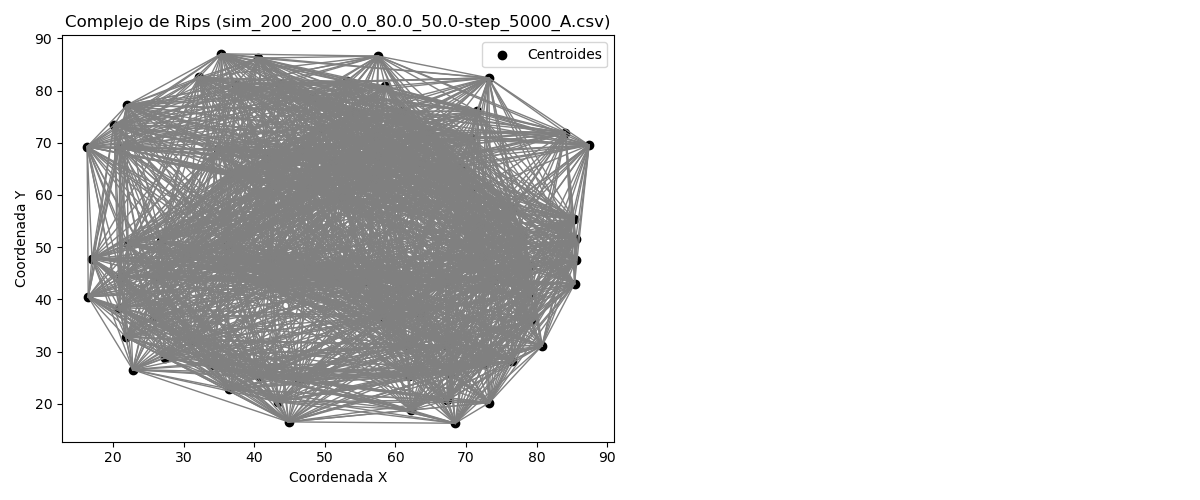 Complejo de Rips (sim_200_200_0.0_80.0_50.0-step_5000_A.csv)
Centroides
90
80
70
60
50
40
30
20
Coordenada Y
20 30 40 50 60 70 80 90
Coordenada X